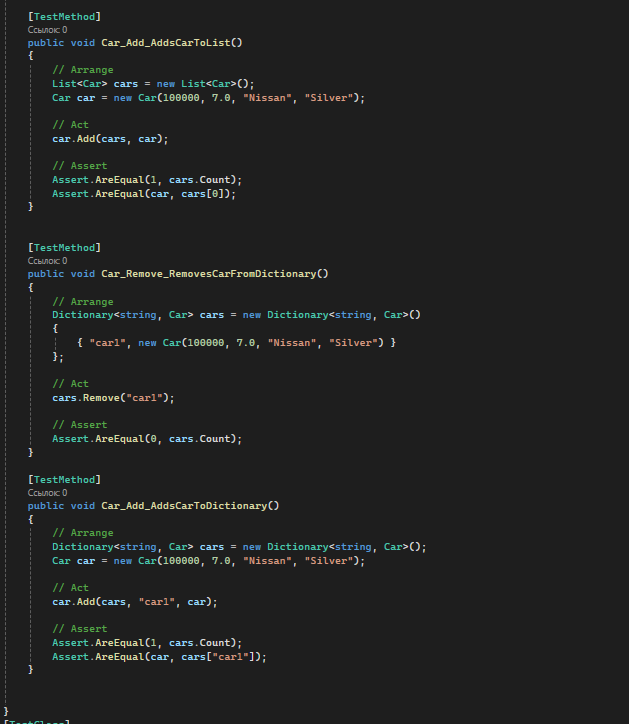 [TestMethod]
Ссылок: 0
public void Car_Add_AddsCarToList()
{
// Arrange
List<Car> cars = new List<Car>();
Car car = new Car(100000, 7.0, "Nissan", "Silver");
// Act
car.Add(cars, car);
// Assert
Assert.AreEqual(1, cars.Count);
Assert.AreEqual(car, cars[0]);
}
[TestMethod]
Ссылок: 0
public void Car_Remove_RemovesCarFromDictionary()
{
// Arrange
Dictionary<string, Car> cars = new Dictionary<string, Car>()
{
{ "car1", new Car(100000, 7.0, "Nissan", "Silver") }
};
// Act
cars.Remove("car1");
// Assert
Assert.AreEqual(0, cars.Count);
}
[TestMethod]
Ссылок: 0
public void Car_Add_AddsCarToDictionary()
{
// Arrange
Dictionary<string, Car> cars = new Dictionary<string, Car>();
Car car = new Car(100000, 7.0, "Nissan", "Silver");
// Act
car.Add(cars, "car1", car);
// Assert
Assert.AreEqual(1, cars.Count);
Assert.AreEqual(car, cars["car1"]);
}
}